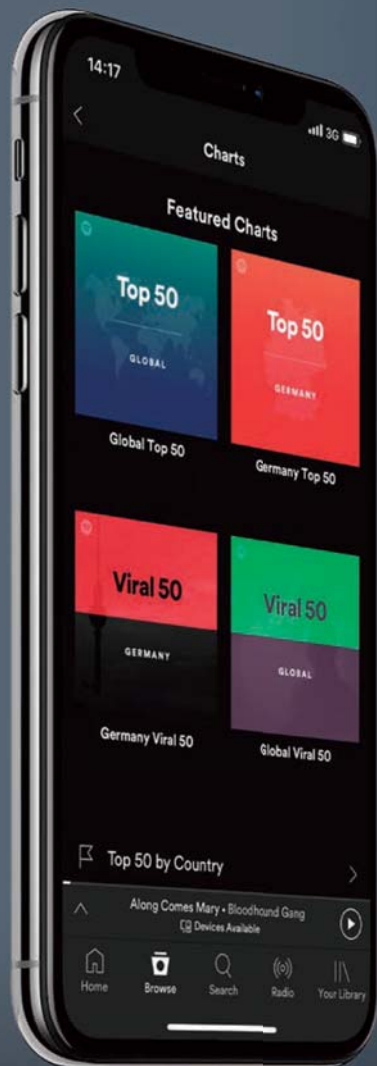 14:17
3G
Charts
Featured Charts
Top 50
GLOBAL
Global Top 50
Top 50
GERMANY
Germany Top 50
Viral 50
GERMANY
Germany Viral 50
Viral 50
GLOBAL
Global Viral 50
Top 50 by Country
Along Comes Mary • Bloodhound Gang
Devices Available
Home
Browse
Search
Radio
Your Library